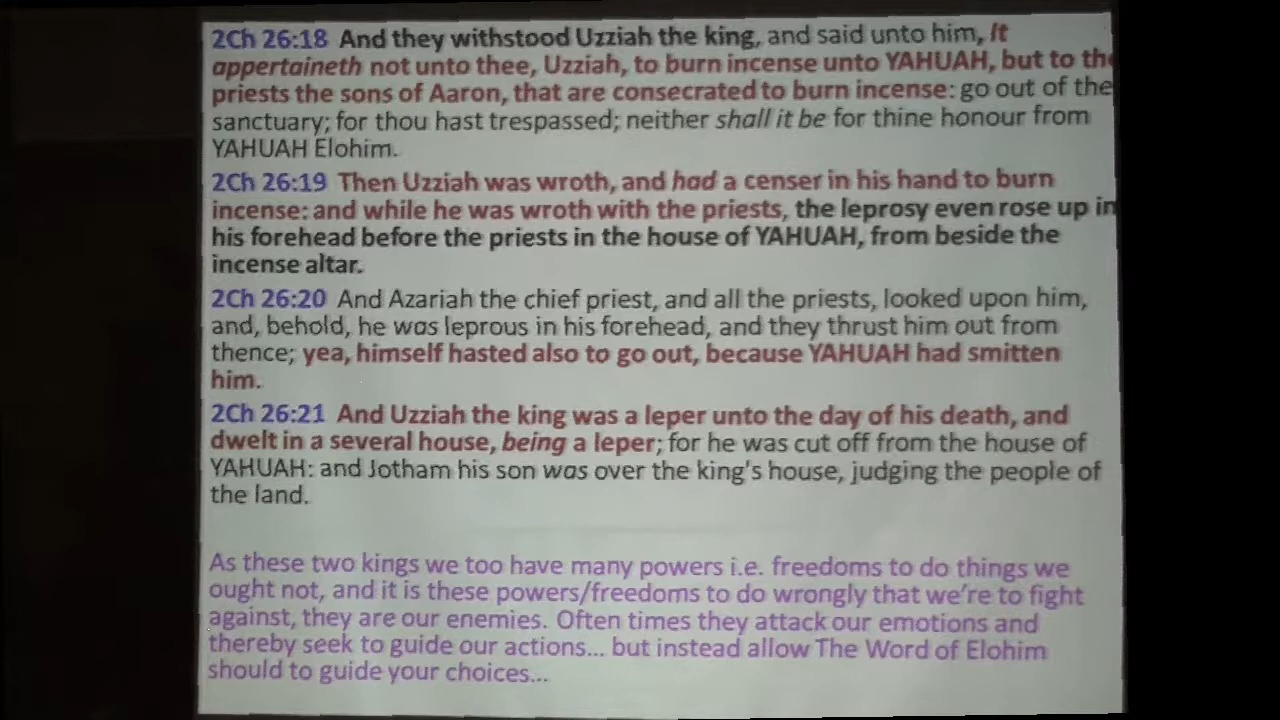 2Ch 26:18 And they withstood Uzziah the king, and said unto him, It
appertaineth not unto thee, Uzziah, to burn incense unto YAHUAH, but to the
priests the sons of Aaron, that are consecrated to burn incense: go out of the
sanctuary; for thou hast trespassed; neither shall it be for thine honour from
YAHUAH Elohim.
2Ch 26:19 Then Uzziah was wroth, and had a censer in his hand to burn
incense: and while he was wroth with the priests, the leprosy even rose up in
his forehead before the priests in the house of YAHUAH, from beside the
incense altar.
2Ch 26:20 And Azariah the chief priest, and all the priests, looked upon him,
and, behold, he was leprous in his forehead, and they thrust him out from
thence; yea, himself hasted also to go out, because YAHUAH had smitten
him.
2Ch 26:21 And Uzziah the king was a leper unto the day of his death, and
dwelt in a several house, being a leper; for he was cut off from the house of
YAHUAH: and Jotham his son was over the king's house, judging the people of
the land.
As these two kings we too have many powers i.e. freedoms to do things we
ought not, and it is these powers/freedoms to do wrongly that we're to fight
against, they are our enemies. Often times they attack our emotions and
thereby seek to guide our actions... but instead allow The Word of Elohim
should to guide your choices...